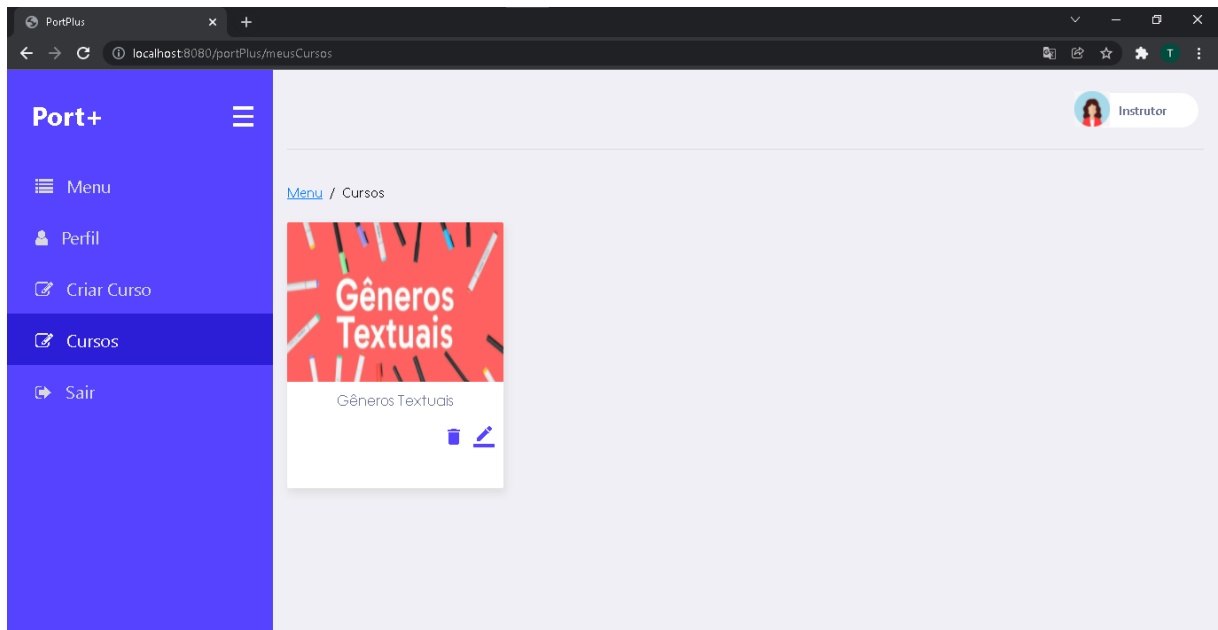 PortPlus
localhost:8080/portPlus/meusCursos
T
Port+
Instrutor
Menu
Perfil
Criar Curso
Cursos
Sair
Menu / Cursos
Gêneros
Textuais
Gêneros Textuais